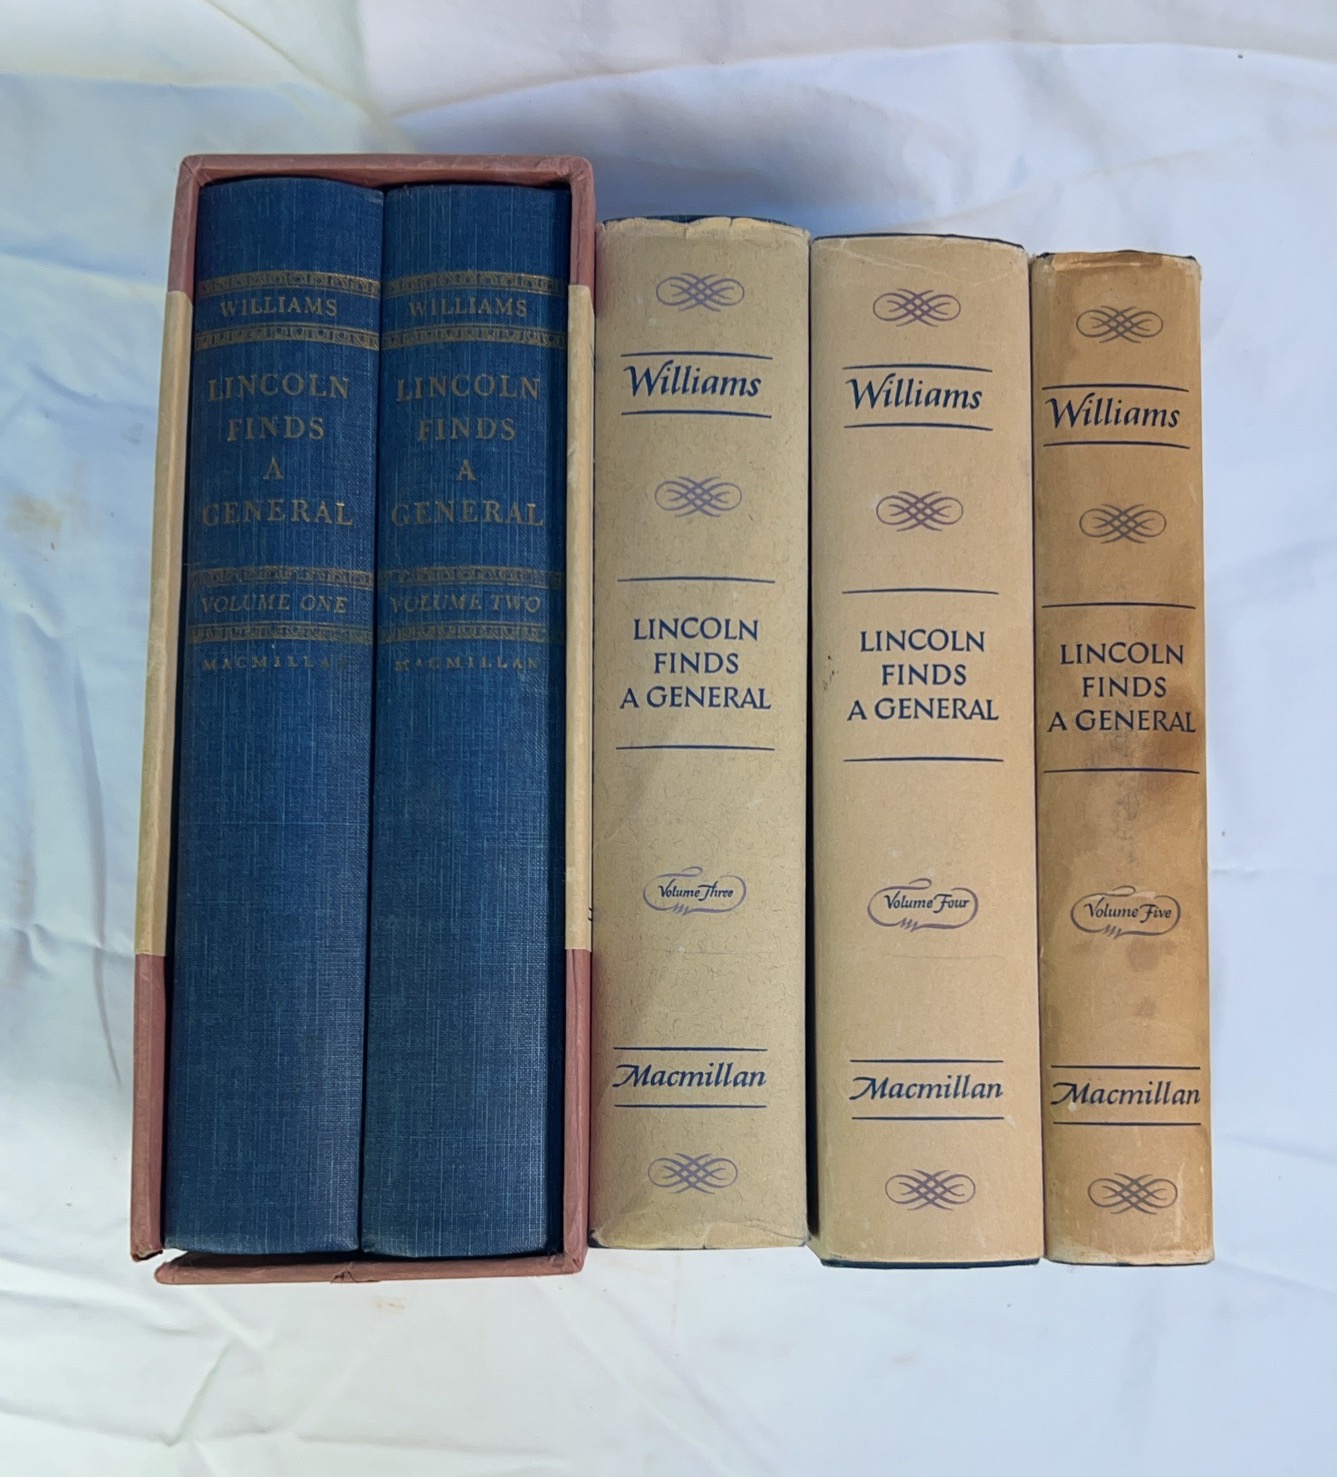 WILLIAMS
LINCOLN
FINDS
A
GENERAL
VOLUME ONE
MACMILLAN
WILLIAMS
LINCOLN
FINDS
A
GENERAL
VOLUME TWO
MACMILLAN
Williams
LINCOLN
FINDS
A GENERAL
Volume Three
Macmillan
Williams
LINCOLN
FINDS
A GENERAL
Volume Four
Macmillan
Williams
LINCOLN
FINDS
A GENERAL
Volume Five
Macmillan